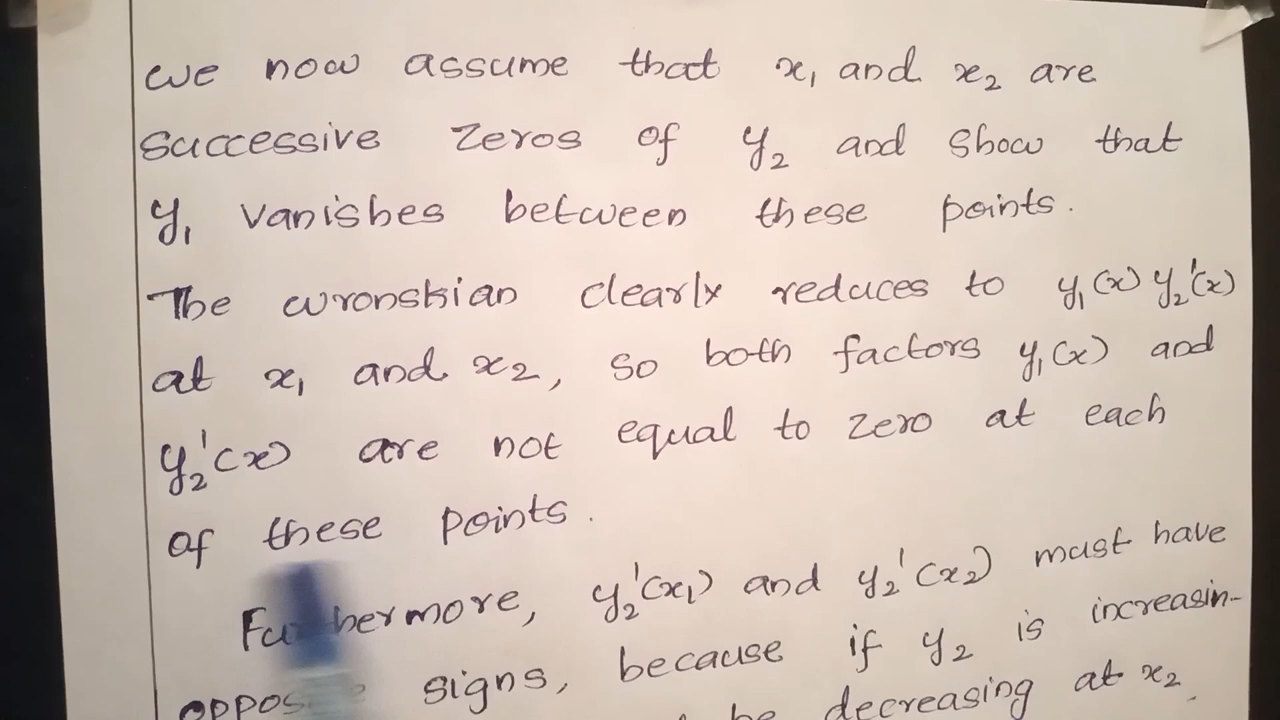 we now assume that x₁ and x₂ are
successive zeros of y₂ and show that
y₁ vanishes between these points.
The wronskian clearly reduces to y₁(x) y₂'(x)
at x₁ and x₂, so both factors y₁(x) and
y₂'(x) are not equal to zero at each
of these points.
Furthermore, y₂'(x₁) and y₂'(x₂) must have
signs, because if y₂ is increasin-
be decreasing at x₂